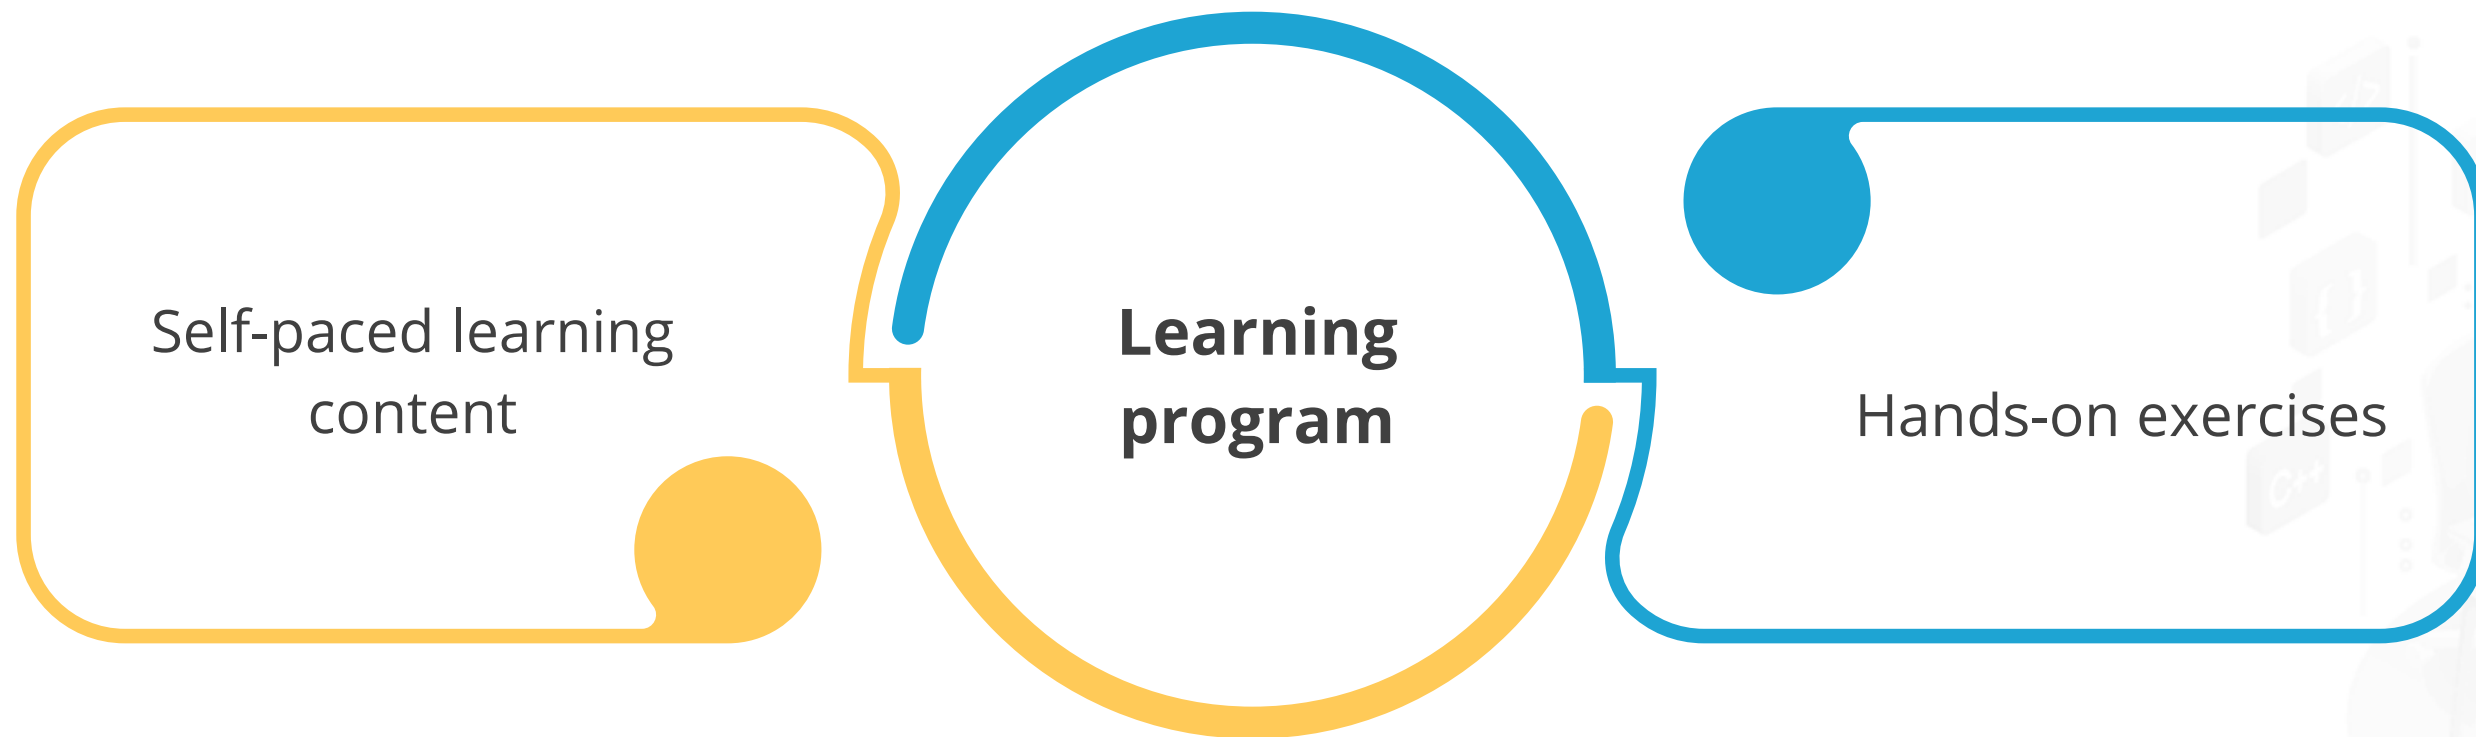 Self-paced learning
content
Learning
program
Hands-on exercises
</?>
{ }
C++